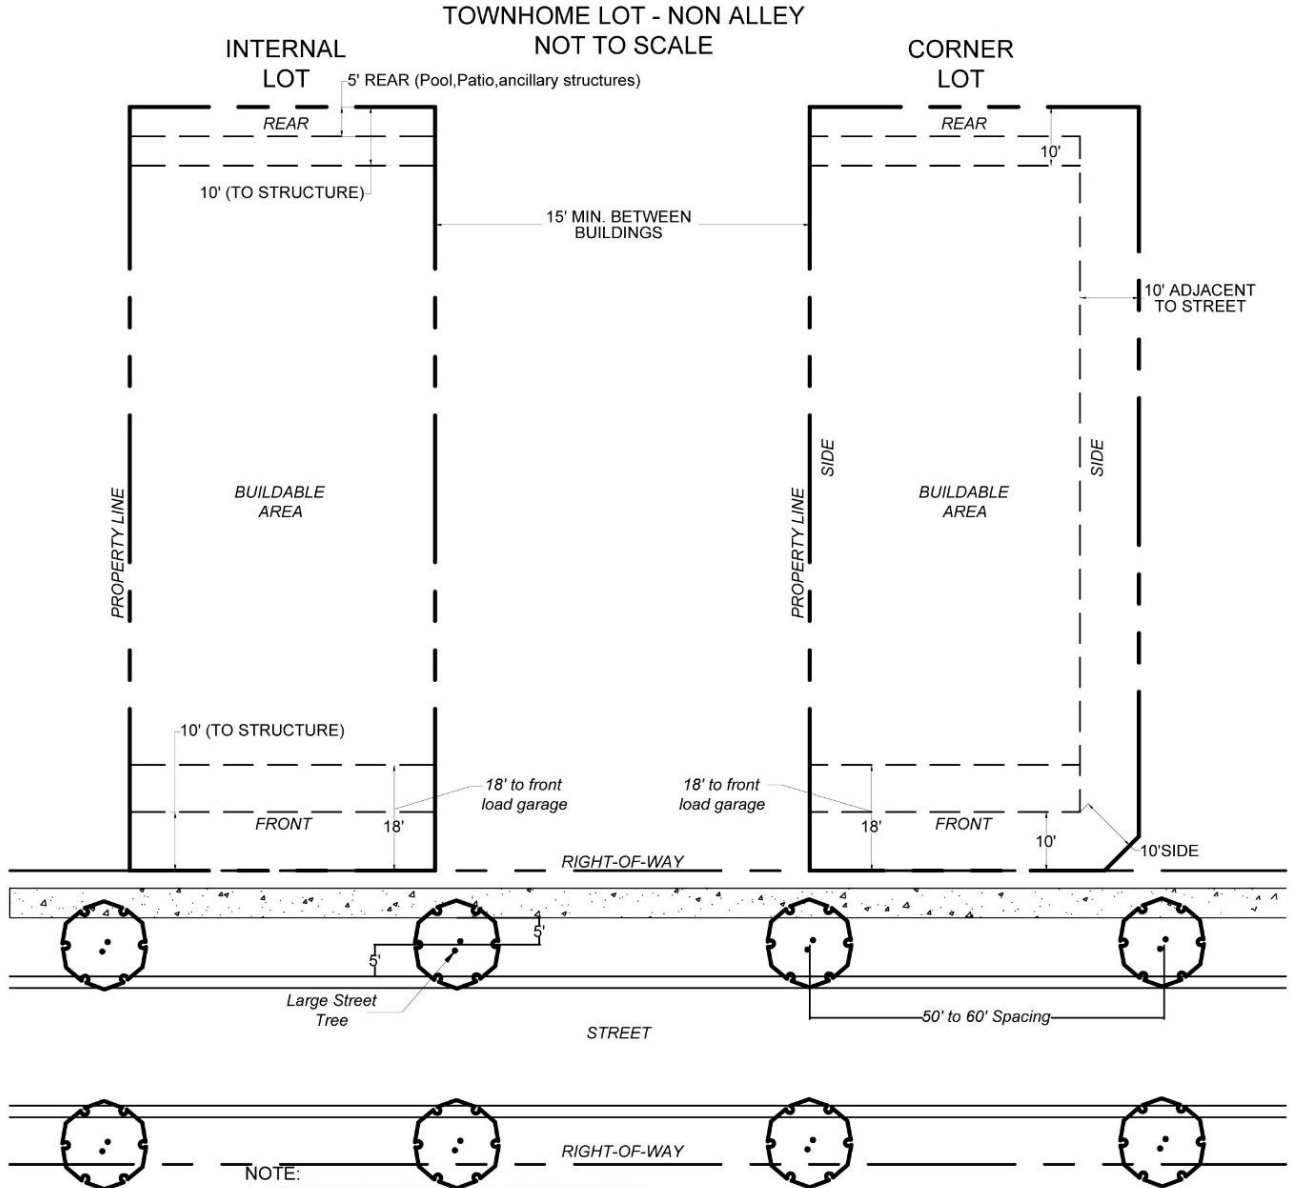 TOWNHOME LOT - NON ALLEY
NOT TO SCALE
INTERNAL
LOT
CORNER
LOT
5' REAR (Pool,Patio,ancillary structures)
REAR
REAR
10'
10' (TO STRUCTURE)
15' MIN. BETWEEN
BUILDINGS
10' ADJACENT
TO STREET
SIDE
SIDE
BUILDABLE
AREA
BUILDABLE
AREA
PROPERTY LINE
PROPERTY LINE
10' (TO STRUCTURE)
18' to front
load garage
18' to front
load garage
FRONT
18'
18'
FRONT
10'
10'SIDE
RIGHT-OF-WAY
5'
5'
Large Street
Tree
50' to 60' Spacing
STREET
RIGHT-OF-WAY
NOTE: